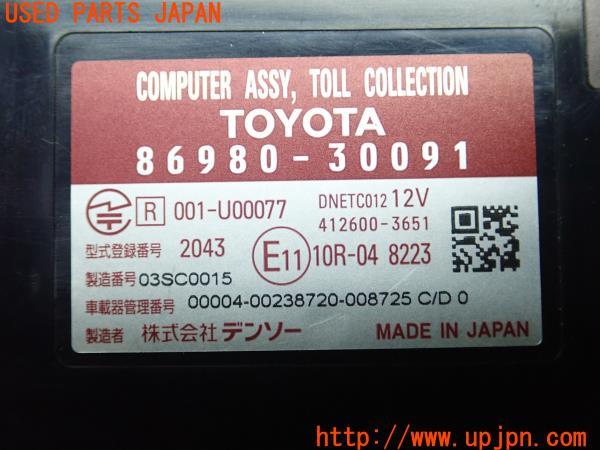 USED PARTS JAPAN
COMPUTER ASSY, TOLL COLLECTION
TOYOTA
86980-30091
R 001-U00077 DNETC012 12V
412600-3651
型式登録番号 2043 E11 10R-04 8223
製造番号 03SC0015
車載器管理番号 00004-00238720-008725 C/D 0
製造者 株式会社 デンソー MADE IN JAPAN
UPJ http://www.upjpn.com/